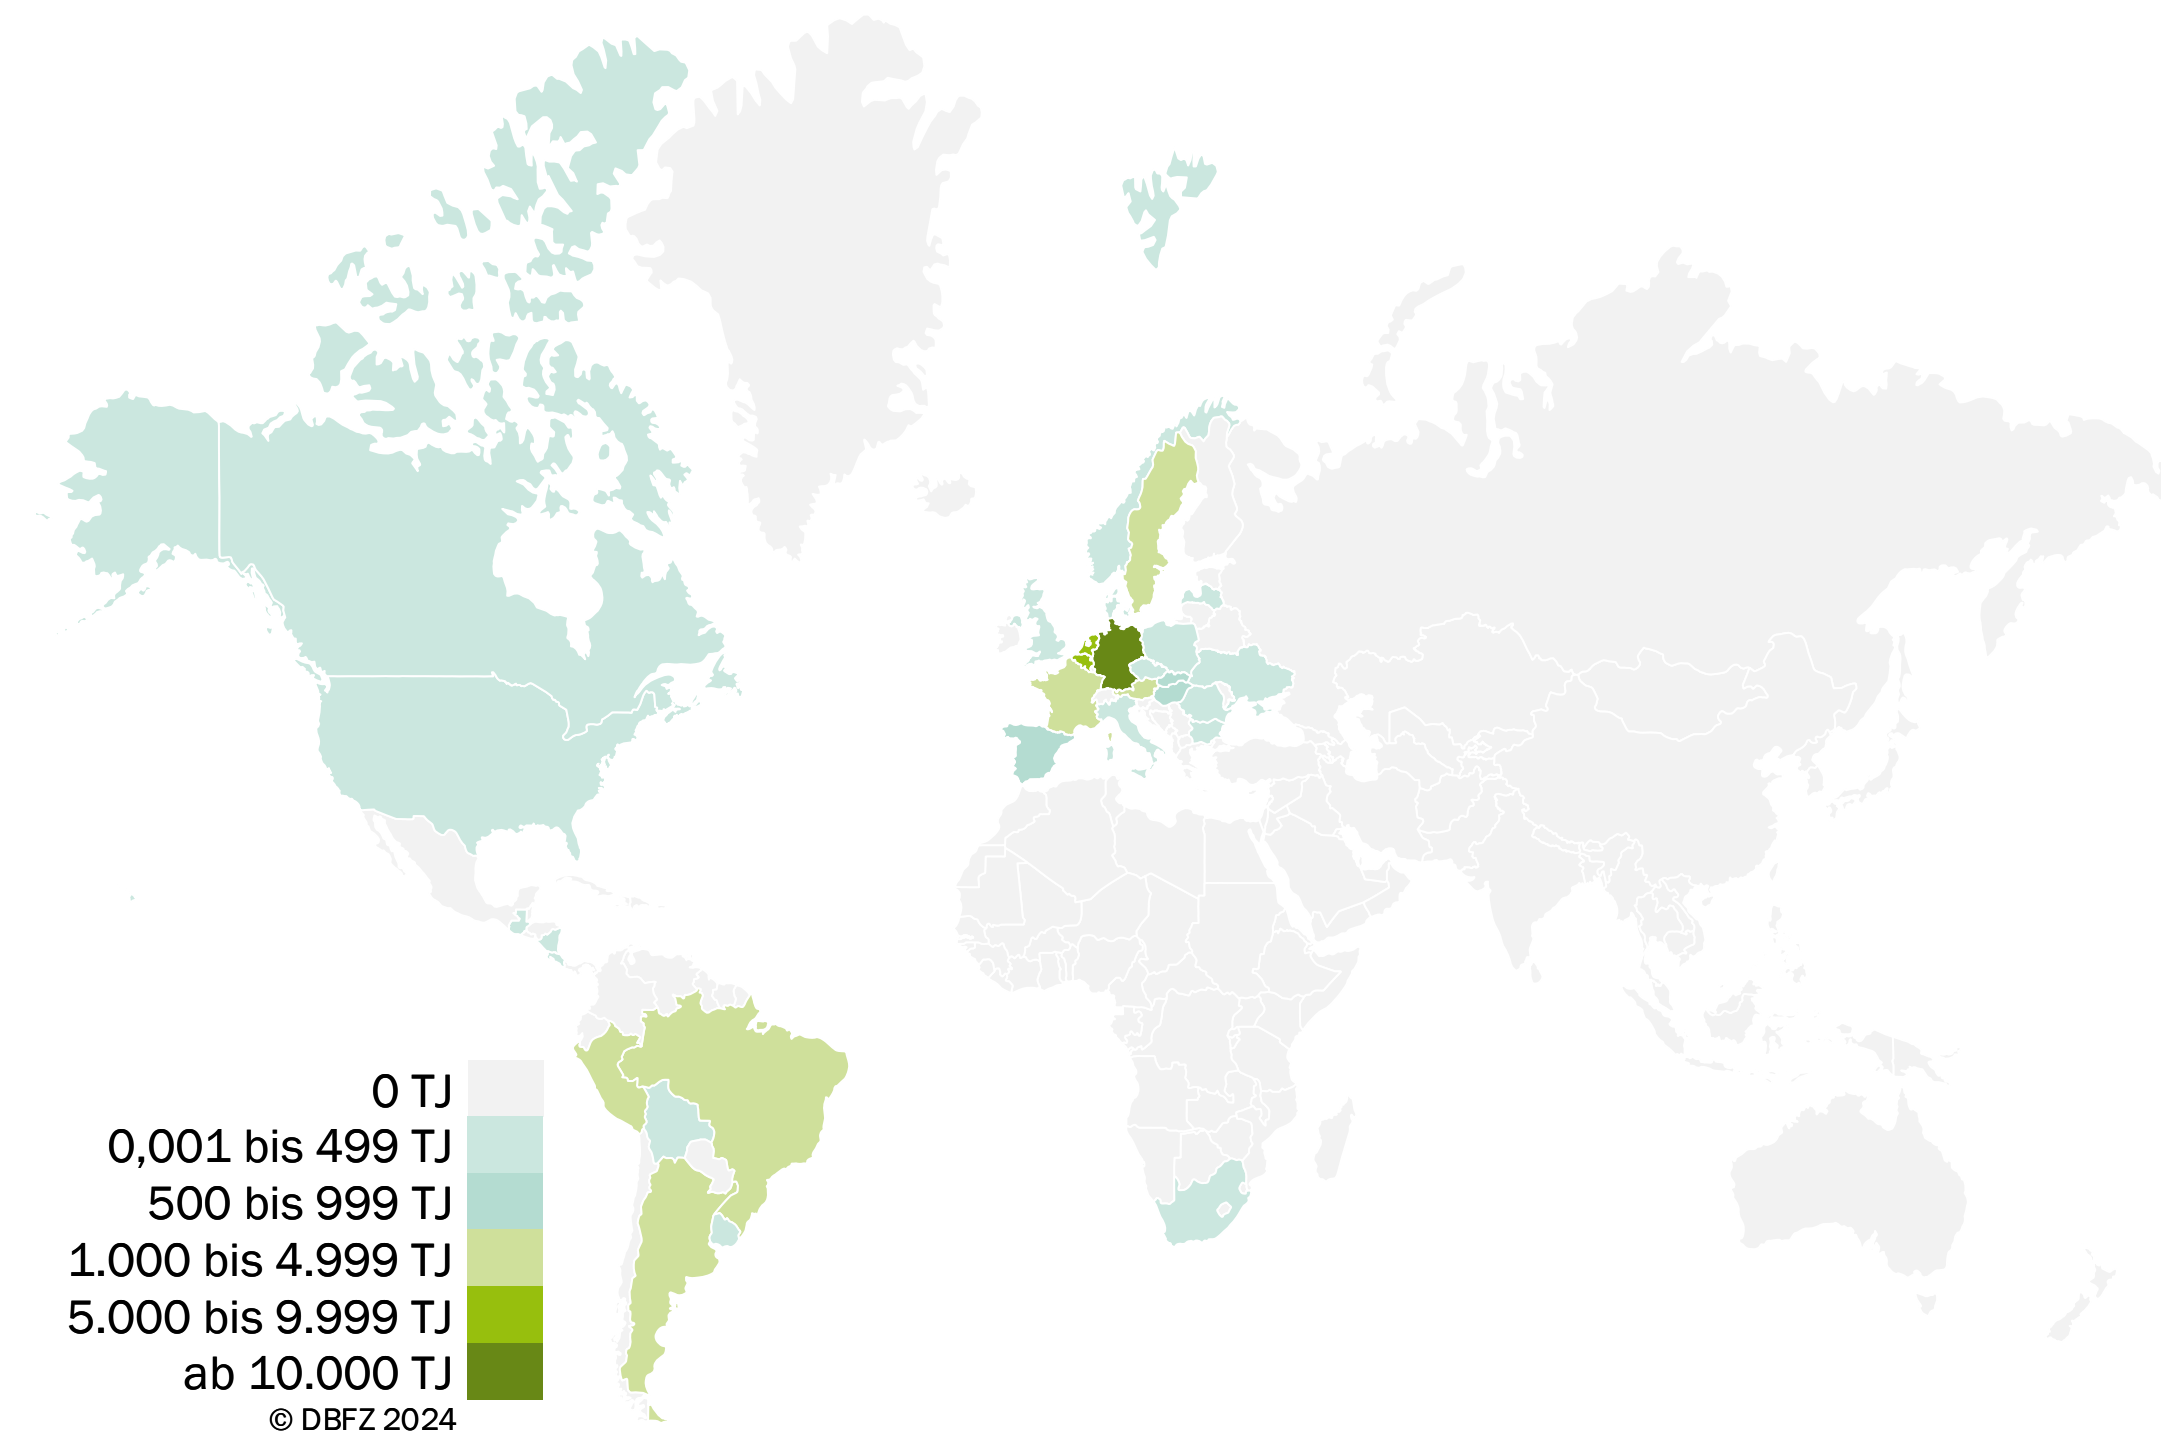 0 TJ
0,001 bis 499 TJ
500 bis 999 TJ
1.000 bis 4.999 TJ
5.000 bis 9.999 TJ
ab 10.000 TJ
© DBFZ 2024